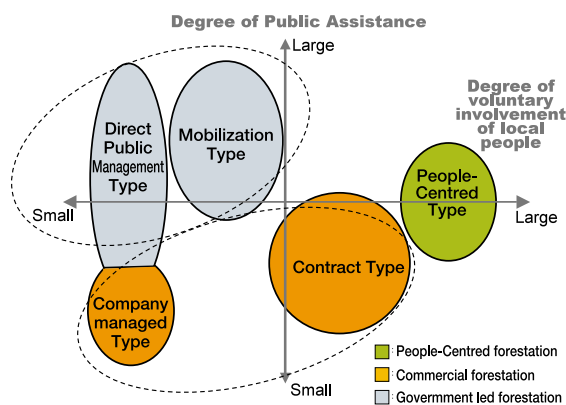 Degree of Public Assistance
Large
Degree of
voluntary
involvement
of local
people
Direct Public
Management
Type
Mobilization
Type
People-
Centred
Type
Small
Large
Contract Type
Company
managed
Type
Small
People-Centred forestation
Commercial forestation
Govermment led forestation